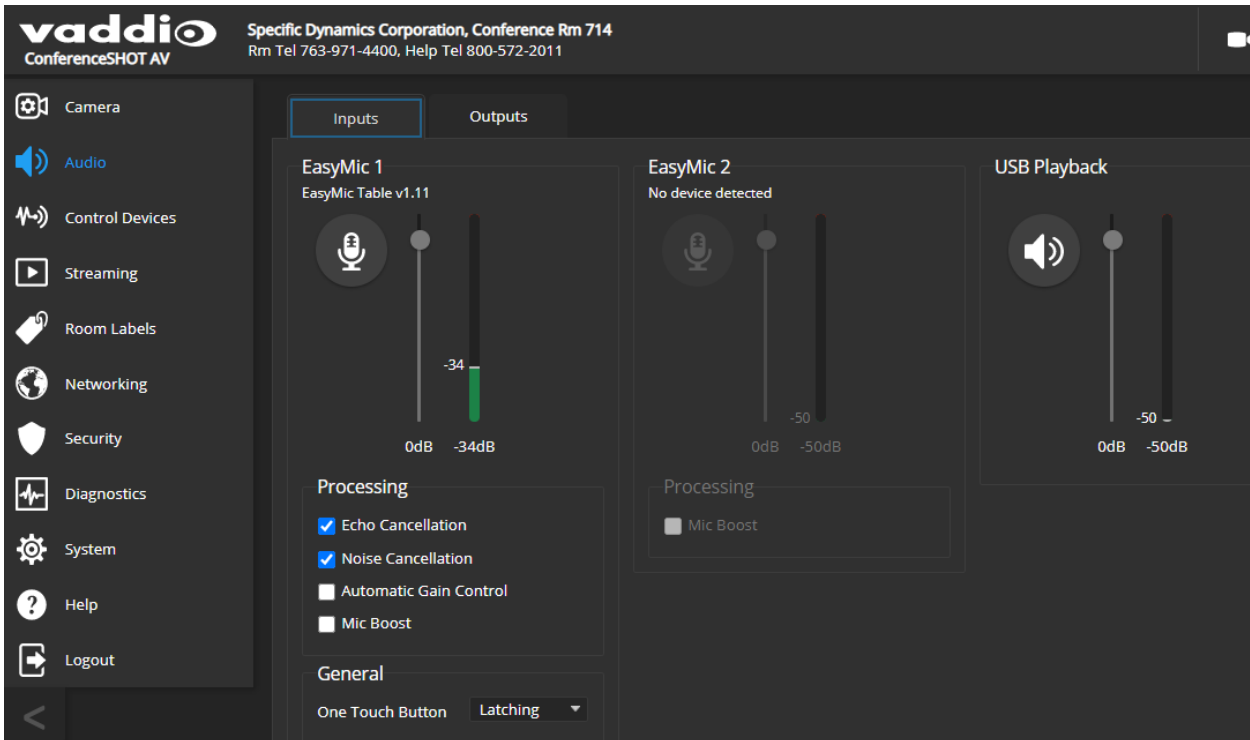 vaddio
ConferenceSHOT AV
Specific Dynamics Corporation, Conference Rm 714
Rm Tel 763-971-4400, Help Tel 800-572-2011
Camera
Audio
Control Devices
Streaming
Room Labels
Networking
Security
Diagnostics
System
?
Help
Logout
<
Inputs
Outputs
EasyMic 1
EasyMic Table v1.11
-34
0dB -34dB
Processing
Echo Cancellation
Noise Cancellation
Automatic Gain Control
Mic Boost
General
One Touch Button Latching
EasyMic 2
No device detected
-50
0dB -50dB
Processing
Mic Boost
USB Playback
-50
0dB -50dB